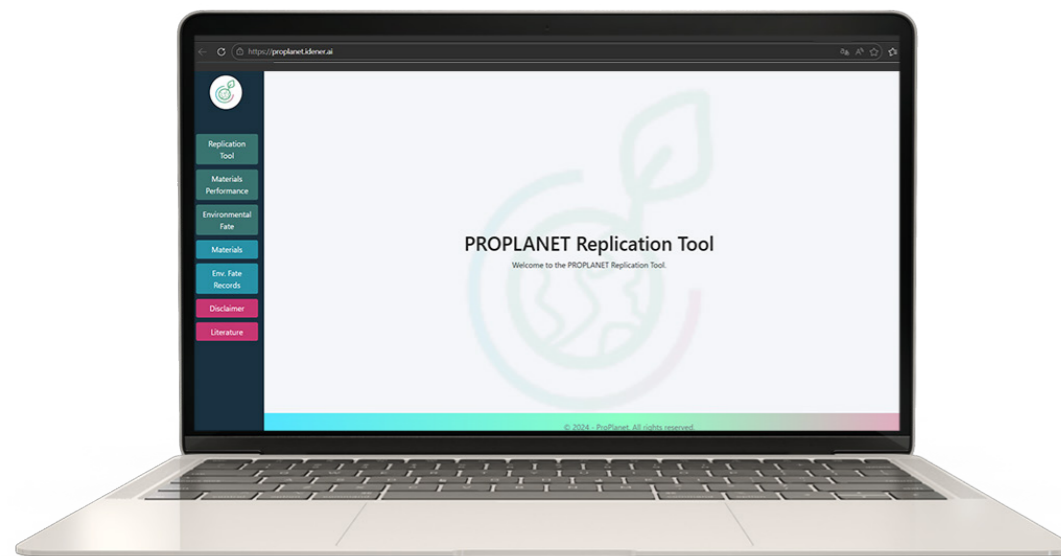 https://proplanet.idener.ai
Replication
Tool
Materials
Performance
Environmental
Fate
Materials
Env. Fate
Records
Disclaimer
Literature
PROPLANET Replication Tool
Welcome to the PROPLANET Replication Tool.
© 2024 - ProPlanet. All rights reserved.